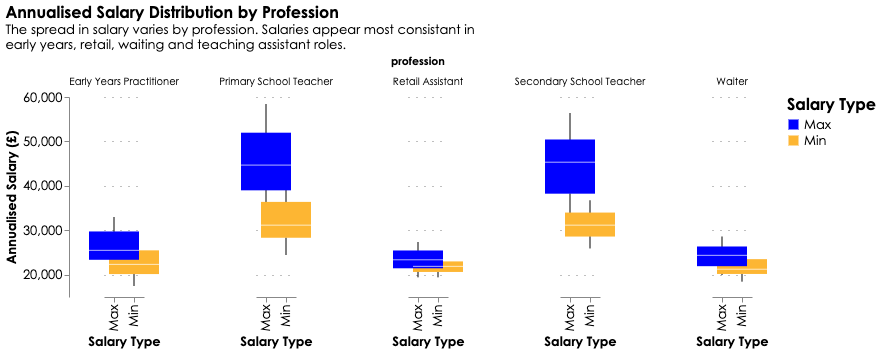 Annualised Salary Distribution by Profession
The spread in salary varies by profession. Salaries appear most consistant in
early years, retail, waiting and teaching assistant roles.
profession
Early Years Practitioner Primary School Teacher Retail Assistant Secondary School Teacher Waiter
60,000
50,000
40,000
30,000
20,000
Annualised Salary (£)
Max Min Max Min Max Min Max Min Max Min
Salary Type Salary Type Salary Type Salary Type Salary Type
Salary Type
Max
Min